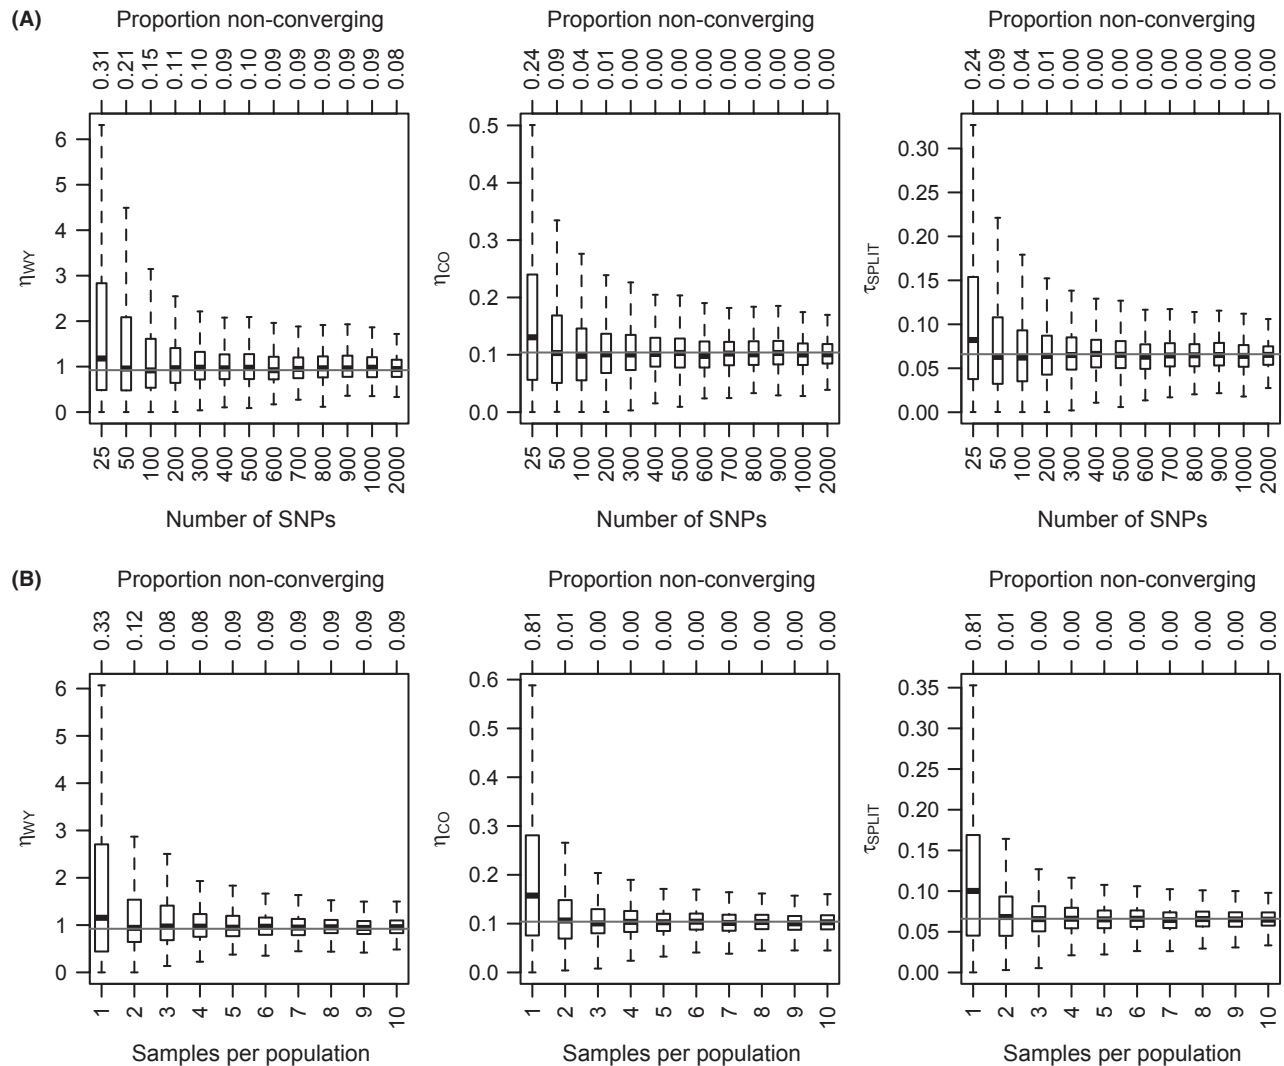 (A)
Proportion non-converging
0.31 0.21 0.15 0.11 0.10 0.09 0.10 0.09 0.09 0.09 0.09 0.09 0.08
6
5
4
3
2
1
0
ηWY
25 50 100 200 300 400 500 600 700 800 900 1000 2000
Number of SNPs
Proportion non-converging
0.24 0.09 0.04 0.01 0.00 0.00 0.00 0.00 0.00 0.00 0.00 0.00 0.00
0.5
0.4
0.3
0.2
0.1
0.0
ηCO
25 50 100 200 300 400 500 600 700 800 900 1000 2000
Number of SNPs
Proportion non-converging
0.24 0.09 0.04 0.01 0.00 0.00 0.00 0.00 0.00 0.00 0.00 0.00 0.00
0.30
0.25
0.20
0.15
0.10
0.05
0.00
τSPLIT
25 50 100 200 300 400 500 600 700 800 900 1000 2000
Number of SNPs
(B)
Proportion non-converging
0.33 0.12 0.08 0.08 0.09 0.09 0.09 0.09 0.09 0.09
6
5
4
3
2
1
0
ηWY
1 2 3 4 5 6 7 8 9 10
Samples per population
Proportion non-converging
0.81 0.01 0.00 0.00 0.00 0.00 0.00 0.00 0.00 0.00
0.6
0.5
0.4
0.3
0.2
0.1
0.0
ηCO
1 2 3 4 5 6 7 8 9 10
Samples per population
Proportion non-converging
0.81 0.01 0.00 0.00 0.00 0.00 0.00 0.00 0.00 0.00
0.35
0.30
0.25
0.20
0.15
0.10
0.05
0.00
τSPLIT
1 2 3 4 5 6 7 8 9 10
Samples per population